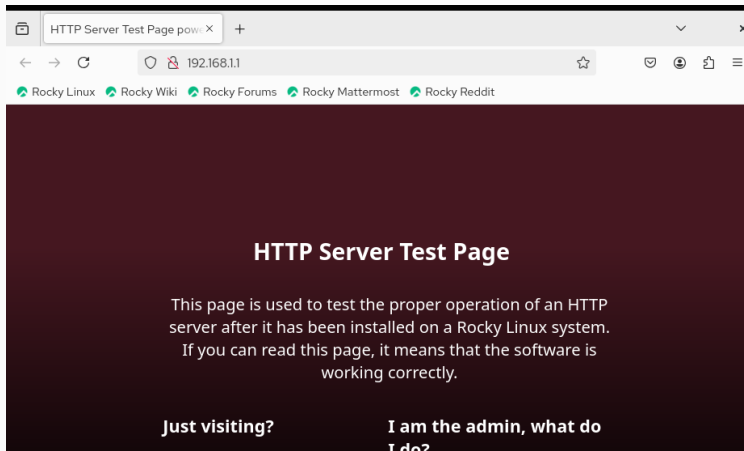 HTTP Server Test Page pow
192.168.1.1
Rocky Linux Rocky Wiki Rocky Forums Rocky Mattermost Rocky Reddit
HTTP Server Test Page
This page is used to test the proper operation of an HTTP
server after it has been installed on a Rocky Linux system.
If you can read this page, it means that the software is
working correctly.
Just visiting?
I am the admin, what do
I do?